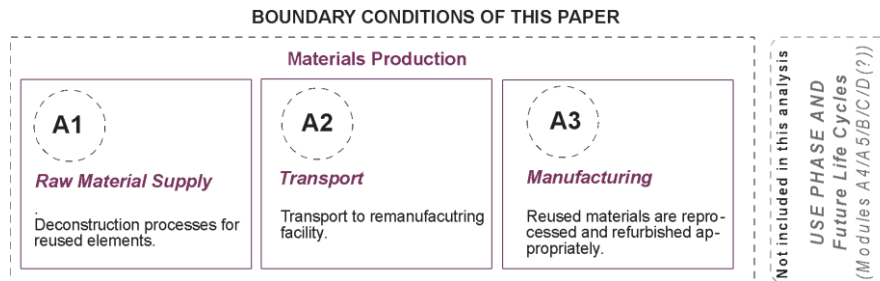 BOUNDARY CONDITIONS OF THIS PAPER
Materials Production
A1
Raw Material Supply
.
Deconstruction processes for
reused elements.
A2
Transport
Transport to remanufacutring
facility.
A3
Manufacturing
Reused materials are repro-
cessed and refurbished ap-
propriately.
(Not included in this analysis
USE PHASE AND
Future Life Cycles
(Modules A4/A5/B/C/D(?))